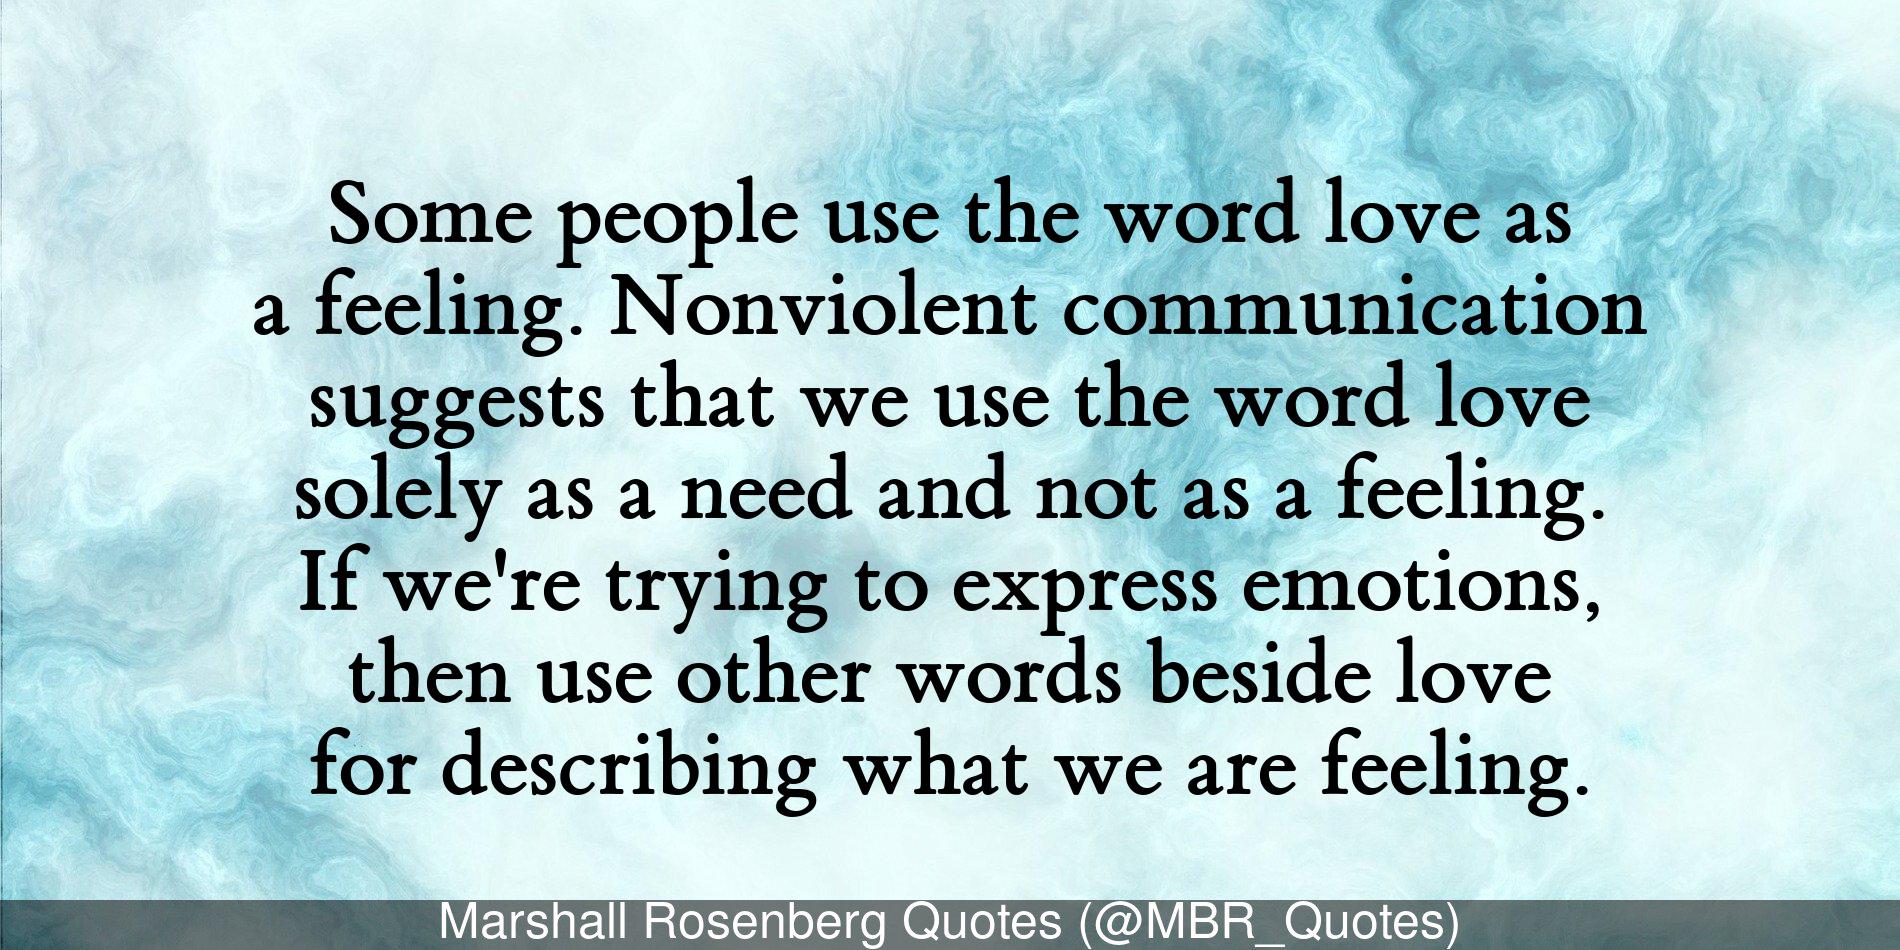 Some people use the word love as
a feeling. Nonviolent communication
suggests that we use the word love
solely as a need and not as a feeling.
If we're trying to express emotions,
then use other words beside love
for describing what we are feeling.
Marshall Rosenberg Quotes (@MBR_Quotes)